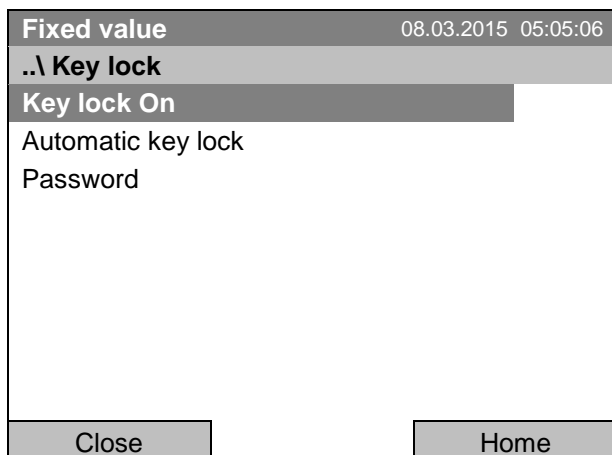 Fixed value 08.03.2015 05:05:06
..\ Key lock
Key lock On
Automatic key lock
Password
Close Home